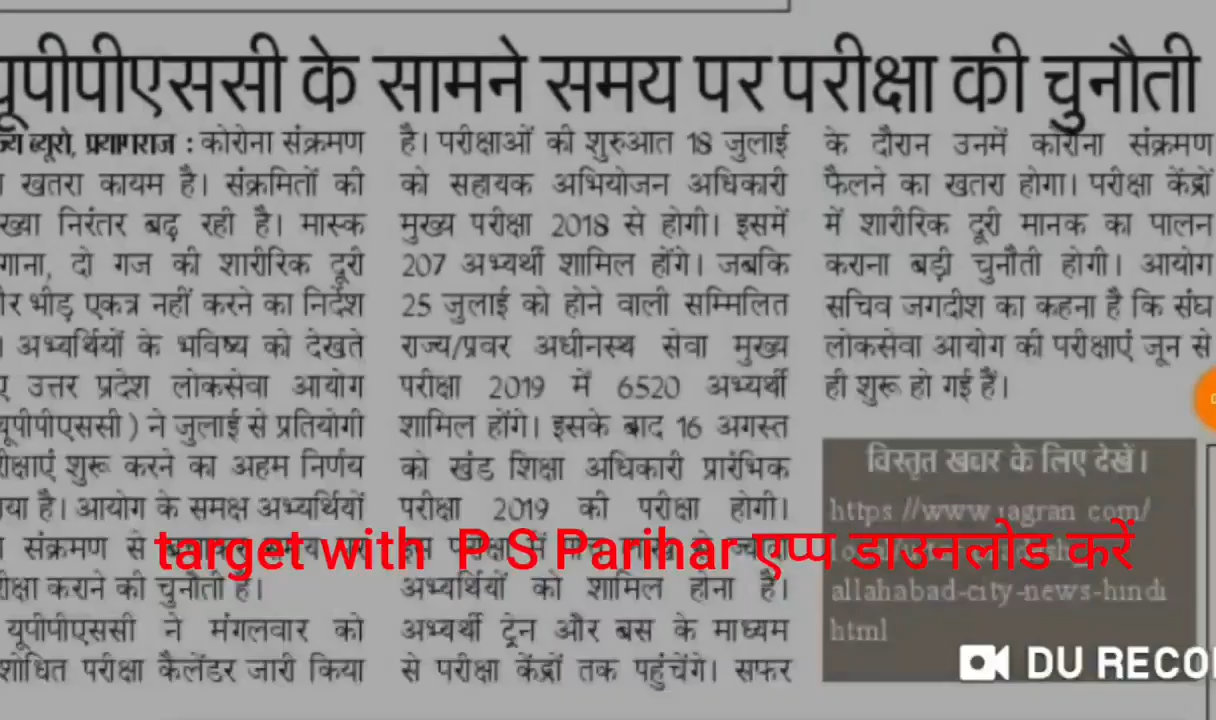 यूपीपीएससी के सामने समय पर परीक्षा की चुनौती
ब्यूरो, प्रयागराज : कोरोना संक्रमण
खतरा कायम है। संक्रमितों की
निरंतर बढ़ रही है। मास्क
दो गज की शारीरिक दूरी
भीड़ एकत्र नहीं करने का निर्देश
अभ्यर्थियों के भविष्य को देखते
उत्तर प्रदेश लोकसेवा आयोग
(यूपीपीएससी) ने जुलाई से प्रतियोगी
शुरू करने का अहम निर्णय
है। आयोग के समक्ष अभ्यर्थियों
संक्रमण से
कराने की चुनौती है।
यूपीपीएससी ने मंगलवार को
परीक्षा कैलेंडर जारी किया
है। परीक्षाओं की शुरुआत 18 जुलाई
को सहायक अभियोजन अधिकारी
मुख्य परीक्षा 2018 से होगी। इसमें
207 अभ्यर्थी शामिल होंगे। जबकि
25 जुलाई को होने वाली सम्मिलित
राज्य/प्रवर अधीनस्थ सेवा मुख्य
परीक्षा 2019 में 6520 अभ्यर्थी
शामिल होंगे। इसके बाद 16 अगस्त
को खंड शिक्षा अधिकारी प्रारंभिक
परीक्षा 2019 की परीक्षा होगी।
अभ्यर्थियों को शामिल होना है।
अभ्यर्थी ट्रेन और बस के माध्यम
से परीक्षा केंद्रों तक पहुंचेंगे। सफर
के दौरान उनमें कोरोना संक्रमण
फैलने का खतरा होगा। परीक्षा केंद्रों
में शारीरिक दूरी मानक का पालन
कराना बड़ी चुनौती होगी। आयोग
सचिव जगदीश का कहना है कि संघ
लोकसेवा आयोग की परीक्षाएं जून से
ही शुरू हो गई हैं।
विस्तृत खबर के लिए देखें।
https //www jagran com/
allahabad-city-news-hindi
html
target with P S Parihar एप्प डाउनलोड करें
DU RECO